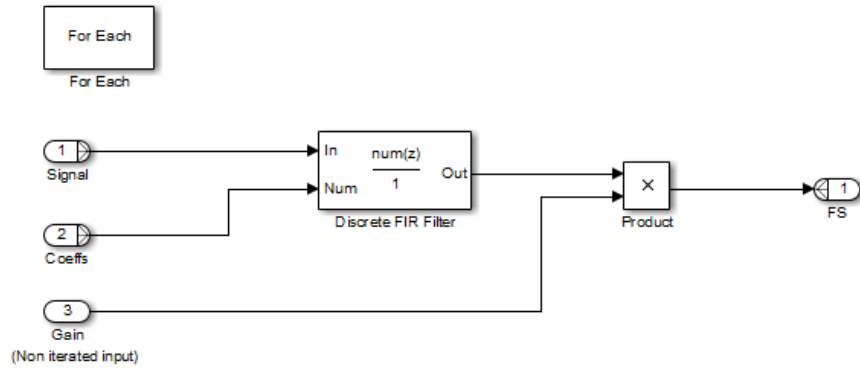 For Each
For Each
1
Signal
In
num(z)
1
Out
Num
Discrete FIR Filter
2
Coeffs
3
Gain
(Non iterated input)
×
Product
1
FS